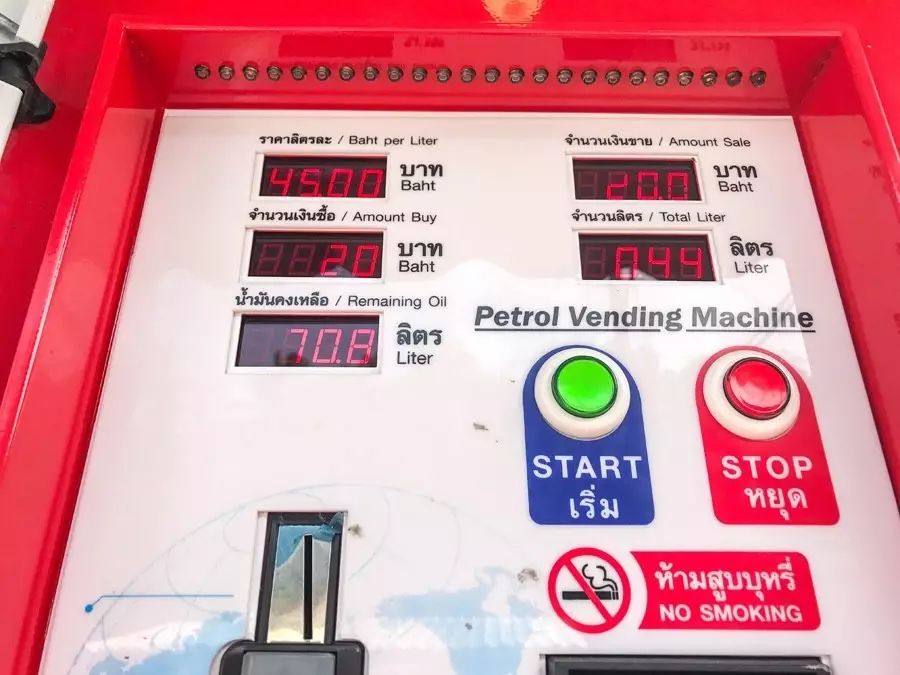 ราคาลิตรละ / Baht per Liter
45.00 บาท
Baht
จำนวนเงินขาย / Amount Sale
20.0 บาท
Baht
จำนวนเงินซื้อ / Amount Buy
20 บาท
Baht
จำนวนลิตร / Total Liter
044 ลิตร
Liter
น้ำมันคงเหลือ / Remaining Oil
70.8 ลิตร
Liter
Petrol Vending Machine
START
เริ่ม
STOP
หยุด
ห้ามสูบบุหรี่
NO SMOKING